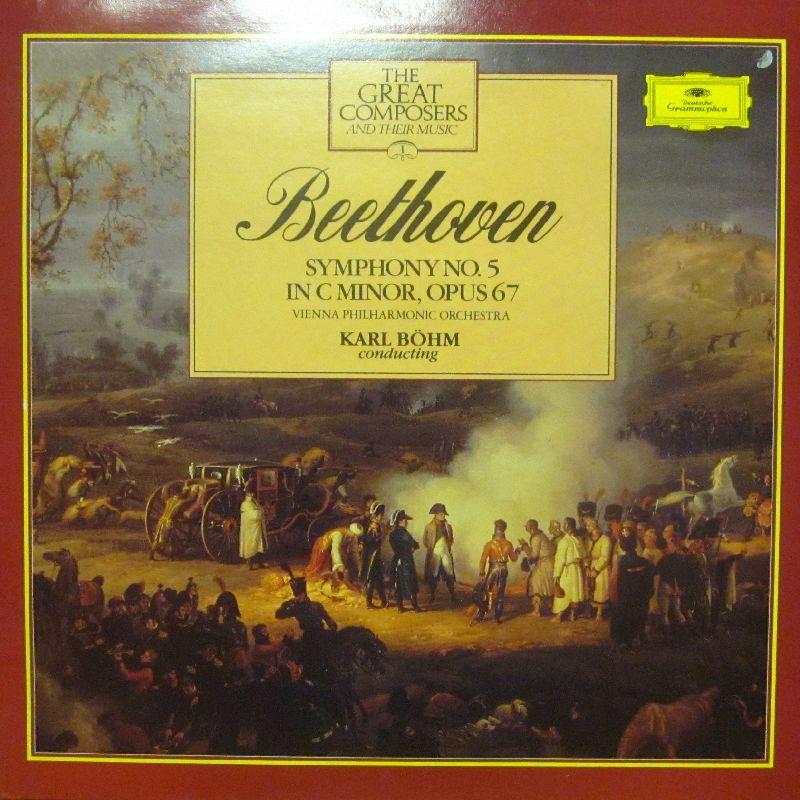 THE
GREAT
COMPOSERS
AND THEIR MUSIC
1
Deutsche
Grammophon
Beethoven
SYMPHONY NO. 5
IN C MINOR, OPUS 67
VIENNA PHILHARMONIC ORCHESTRA
KARL BÖHM
conducting